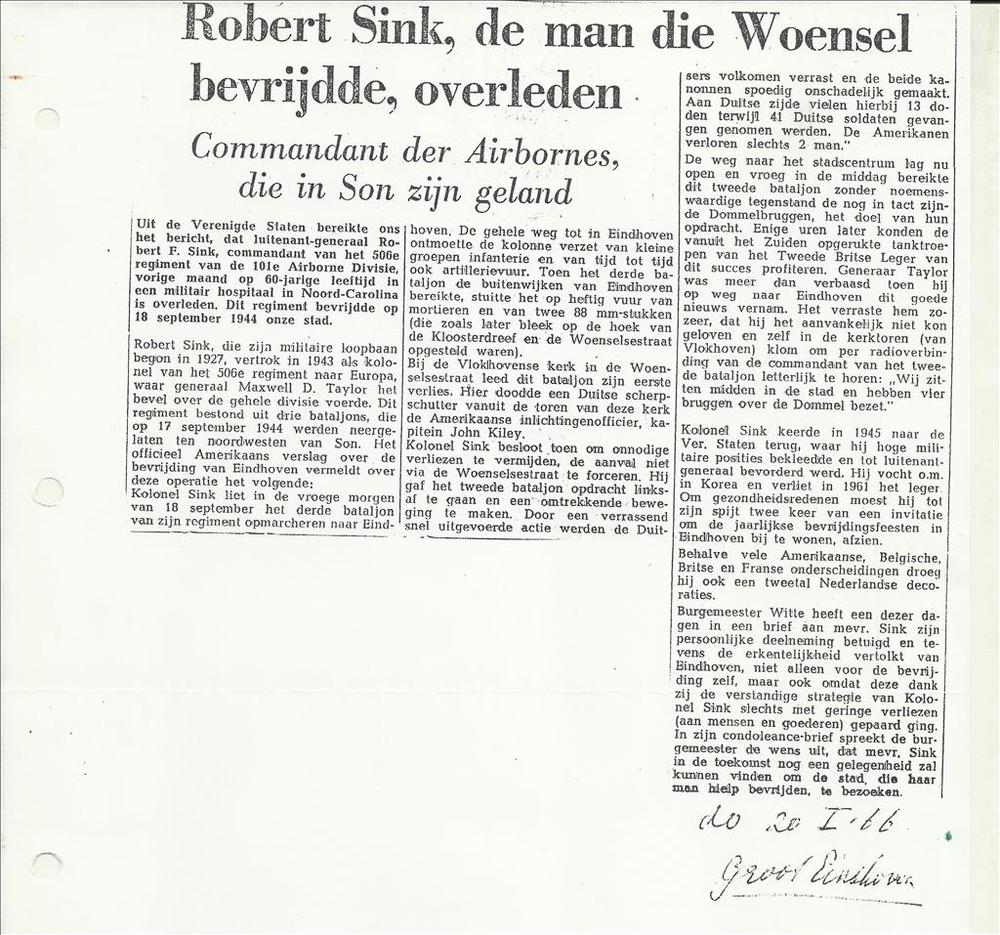 Robert Sink, de man die Woensel
bevrijdde, overleden
Commandant der Airbornes,
die in Son zijn geland
Uit de Verenigde Staten bereikte ons
het bericht, dat luitenant-generaal Ro-
bert F. Sink, commandant van het 506e
regiment van de 101e Airborne Divisie,
vorige maand op 60-jarige leeftijd in
een militair hospitaal in Noord-Carolina
is overleden. Dit regiment bevrijdde op
18 september 1944 onze stad.
Robert Sink, die zijn militaire loopbaan
begon in 1927, vertrok in 1943 als kolo-
nel van het 506e regiment naar Europa,
waar generaal Maxwell D. Taylor het
bevel over de gehele divisie voerde. Dit
regiment bestond uit drie bataljons, die
op 17 september 1944 werden neerge-
laten ten noordwesten van Son. Het
officieel Amerikaans verslag over de
bevrijding van Eindhoven vermeldt over
deze operatie het volgende:
Kolonel Sink liet in de vroege morgen
van 18 september het derde bataljon
van zijn regiment opmarcheren naar Eind-
hoven. De gehele weg tot in Eindhoven
ontmoette de kolonne verzet van kleine
groepen infanterie en van tijd tot tijd
ook artillerievuur. Toen het derde ba-
taljon de buitenwijken van Eindhoven
bereikte, stuitte het op heftig vuur van
mortieren en van twee 88 mm-stukken
(die zoals later bleek op de hoek van
de Kloosterdreef en de Woenselsestraat
opgesteld waren).
Bij de Vlokhovense kerk in de Woen-
selsestraat leed dit bataljon zijn eerste
verlies. Hier doodde een Duitse scherp-
schutter vanuit de toren van deze kerk
de Amerikaanse inlichtingenofficier, ka-
pitein John Kiley.
Kolonel Sink besloot toen om onnodige
verliezen te vermijden, de aanval niet
via de Woenselsestraat te forceren. Hij
gaf het tweede bataljon opdracht links-
af te gaan en een omtrekkende bewe-
ging te maken. Door een verrassend
snel uitgevoerde actie werden de Duit-
sers volkomen verrast en de beide ka-
nonnen spoedig onschadelijk gemaakt.
Aan Duitse zijde vielen hierbij 13 do-
den terwijl 41 Duitse soldaten gevan-
gen genomen werden. De Amerikanen
verloren slechts 2 man."
De weg naar het stadscentrum lag nu
open en vroeg in de middag bereikte
dit tweede bataljon zonder noemens-
waardige tegenstand de nog in tact zijn-
de Dommelbruggen, het doel van hun
opdracht. Enige uren later konden de
vanuit het Zuiden opgerukte tanktroe-
pen van het Tweede Britse Leger van
dit succes profiteren. Generaar Taylor
was meer dan verbaasd toen hij
op weg naar Eindhoven dit goede
nieuws vernam. Het verraste hem zo-
zeer, dat hij het aanvankelijk niet kon
geloven en zelf in de kerktoren (van
Vlokhoven) klom om per radioverbin-
ding van de commandant van het twee-
de bataljon letterlijk te horen: „Wij zit-
ten midden in de stad en hebben vier
bruggen over de Dommel bezet."
Kolonel Sink keerde in 1945 naar de
Ver. Staten terug, waar hij hoge mili-
taire posities bekleedde en tot luitenant-
generaal bevorderd werd. Hij vocht o.m.
in Korea en verliet in 1961 het leger.
Om gezondheidsredenen moest hij tot
zijn spijt twee keer van een invitatie
om de jaarlijkse bevrijdingsfeesten in
Eindhoven bij te wonen, afzien.
Behalve vele Amerikaanse, Belgische,
Britse en Franse onderscheidingen droeg
hij ook een tweetal Nederlandse deco-
raties.
Burgemeester Witte heeft een dezer da-
gen in een brief aan mevr. Sink zijn
persoonlijke deelneming betuigd en te-
vens de erkentelijkheid vertolkt van
Eindhoven, niet alleen voor de bevrij-
ding zelf, maar ook omdat deze dank
zij de verstandige strategie van Kolo-
nel Sink slechts met geringe verliezen
(aan mensen en goederen) gepaard ging.
In zijn condoleance-brief spreekt de bur-
gemeester de wens uit, dat mevr. Sink
in de toekomst nog een gelegenheid zal
kunnen vinden om de stad, die haar
man hielp bevrijden, te bezoeken.
do 20 I '66
Groot Eindhoven